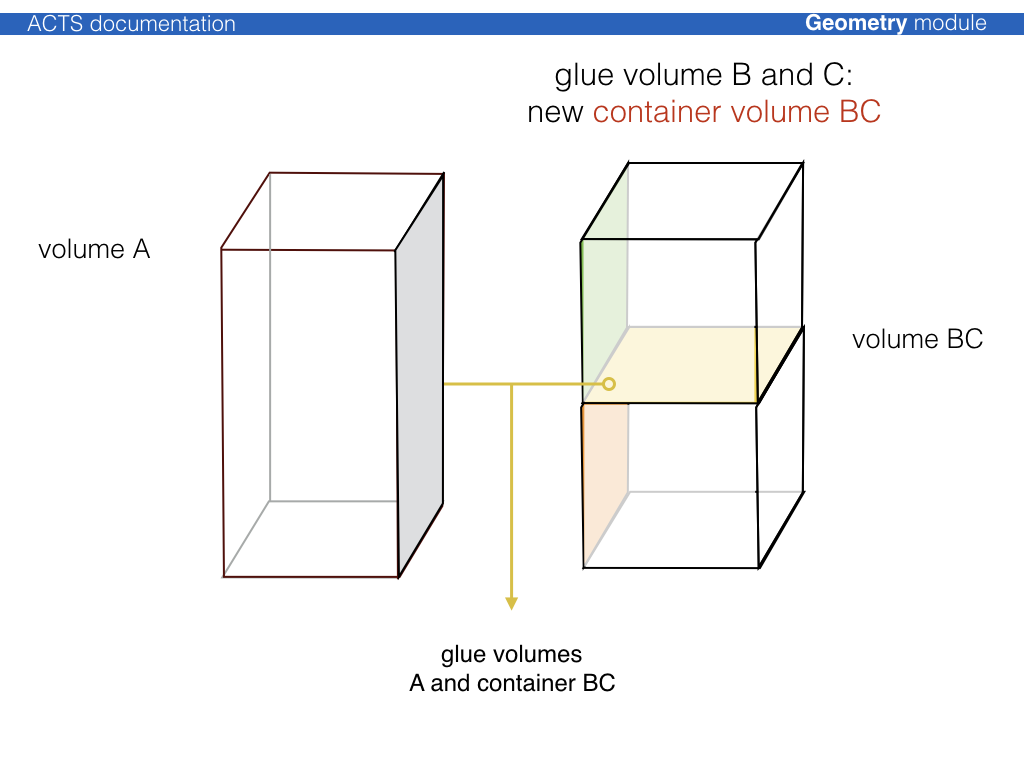 ACTS documentation
Geometry module
glue volume B and C:
new container volume BC
volume A
volume BC
glue volumes
A and container BC